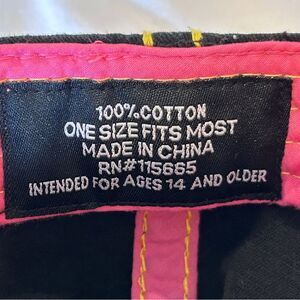 100%.COTTON
ONE SIZE FITS MOST
MADE IN CHINA
RN#115665
INTENDED FOR AGES 14 AND OLDER